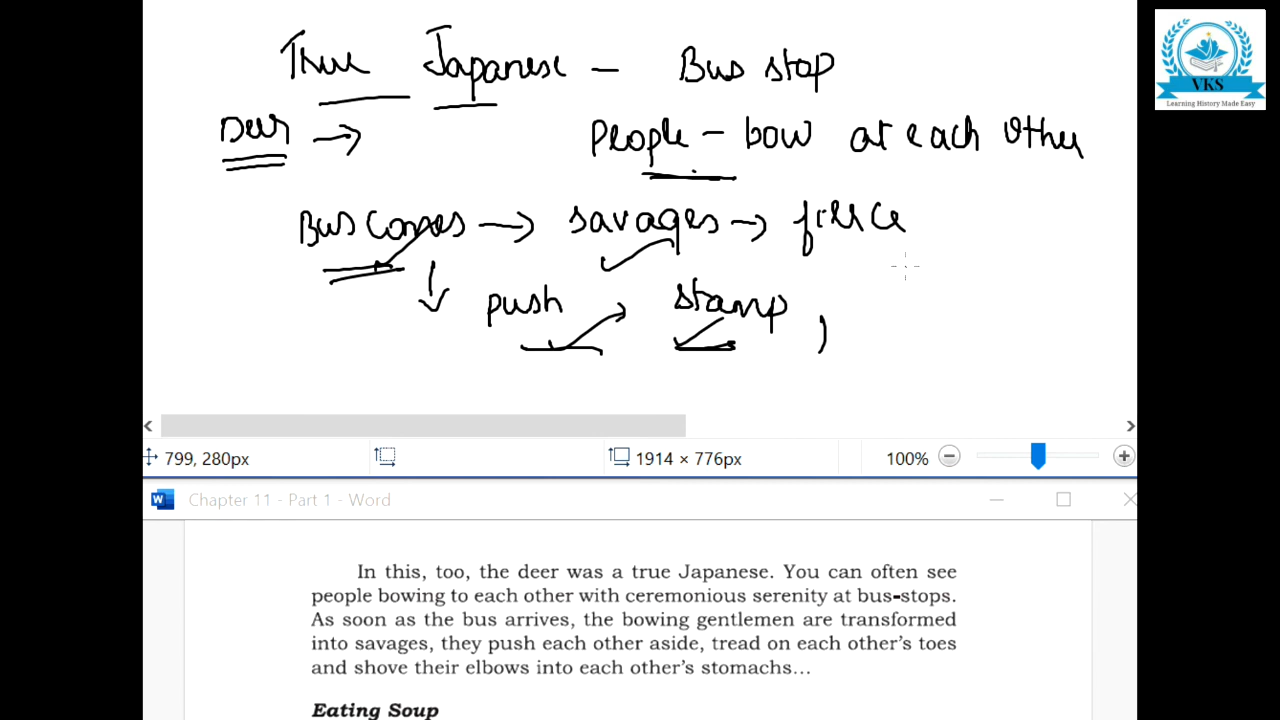 True Japanese - Bus stop
VKS
Learning History Made Easy
Deer → People - bow at each other
Bus comes → savages → fierce
↓ push → stamp,
799, 280px 1914 × 776px 100%
Chapter 11 - Part 1 - Word
In this, too, the deer was a true Japanese. You can often see
people bowing to each other with ceremonious serenity at bus-stops.
As soon as the bus arrives, the bowing gentlemen are transformed
into savages, they push each other aside, tread on each other's toes
and shove their elbows into each other's stomachs...
Eating Soup